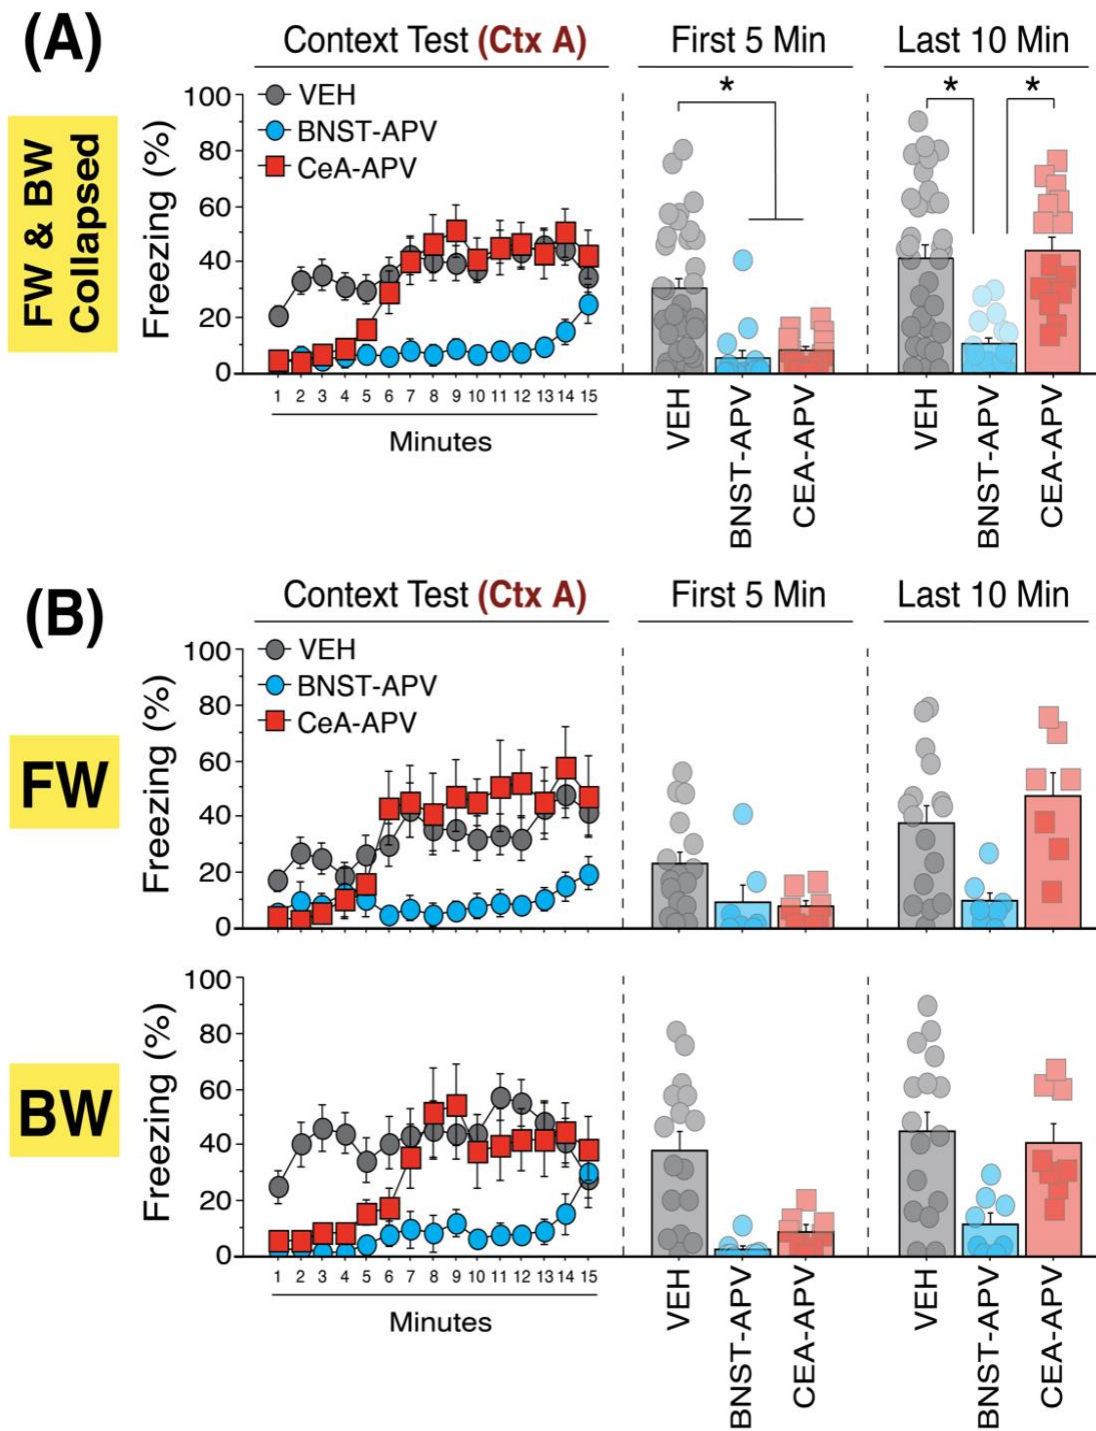 (A)
Context Test (Ctx A)
First 5 Min
Last 10 Min
FW & BW
Collapsed
Freezing (%)
100
80
60
40
20
0
VEH
BNST-APV
CeA-APV
*
*
*
1 2 3 4 5 6 7 8 9 10 11 12 13 14 15
Minutes
VEH
BNST-APV
CEA-APV
VEH
BNST-APV
CEA-APV
(B)
Context Test (Ctx A)
First 5 Min
Last 10 Min
FW
Freezing (%)
100
80
60
40
20
0
VEH
BNST-APV
CeA-APV
BW
Freezing (%)
100
80
60
40
20
0
1 2 3 4 5 6 7 8 9 10 11 12 13 14 15
Minutes
VEH
BNST-APV
CEA-APV
VEH
BNST-APV
CEA-APV